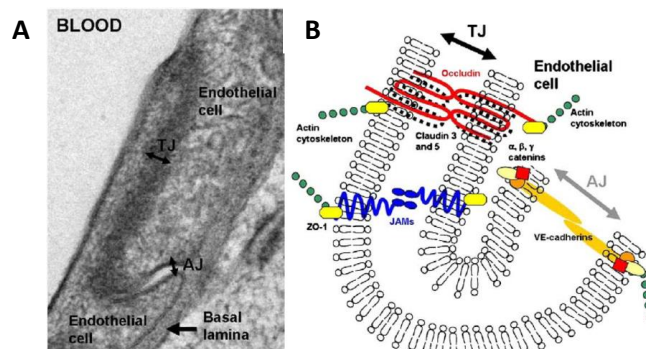 A
BLOOD
Endothelial
cell
TJ
AJ
Endothelial
cell
Basal
lamina
B
TJ
Occludin
Endothelial
cell
Actin
cytoskeleton
Claudin 3
and 5
Actin
cytoskeleton
α, β, γ
catenins
AJ
ZO-1
JAMs
VE-cadherins